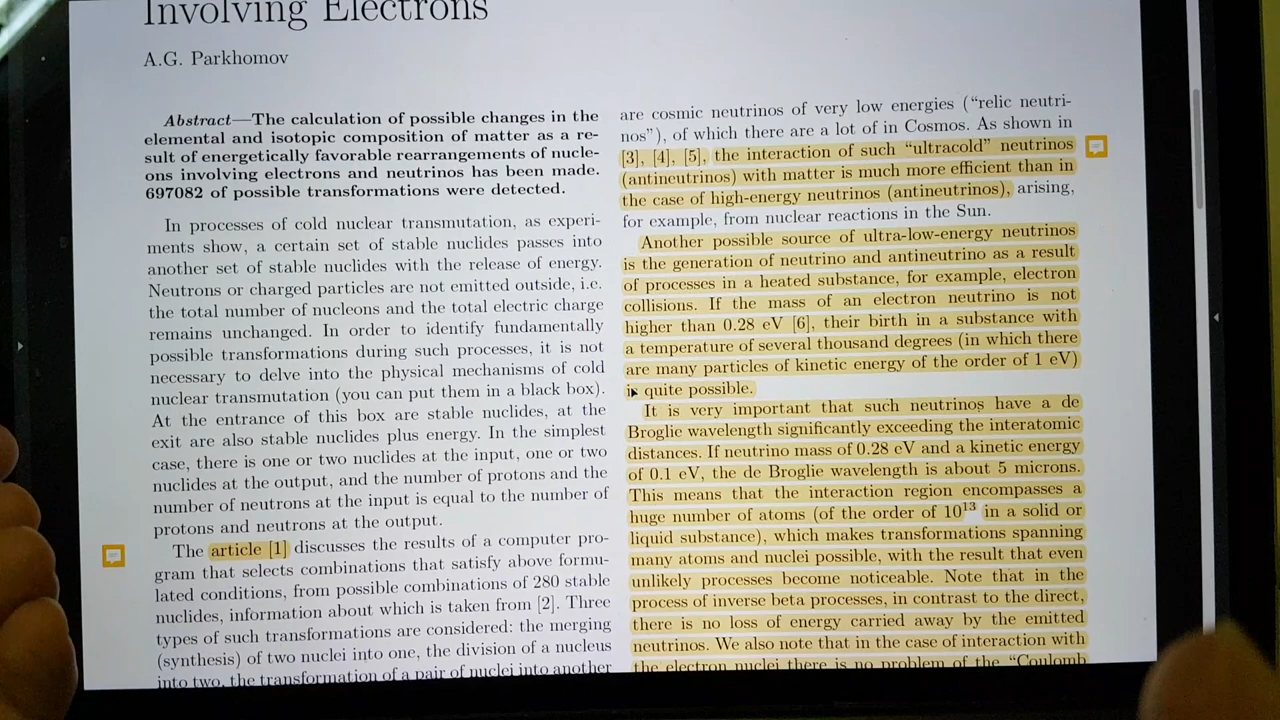 Involving Electrons
A.G. Parkhomov
Abstract—The calculation of possible changes in the
elemental and isotopic composition of matter as a re-
sult of energetically favorable rearrangements of nucle-
ons involving electrons and neutrinos has been made.
697082 of possible transformations were detected.
In processes of cold nuclear transmutation, as experi-
ments show, a certain set of stable nuclides passes into
another set of stable nuclides with the release of energy.
Neutrons or charged particles are not emitted outside, i.e.
the total number of nucleons and the total electric charge
remains unchanged. In order to identify fundamentally
possible transformations during such processes, it is not
necessary to delve into the physical mechanisms of cold
nuclear transmutation (you can put them in a black box).
At the entrance of this box are stable nuclides, at the
exit are also stable nuclides plus energy. In the simplest
case, there is one or two nuclides at the input, one or two
nuclides at the output, and the number of protons and the
number of neutrons at the input is equal to the number of
protons and neutrons at the output.
The article [1] discusses the results of a computer pro-
gram that selects combinations that satisfy above formu-
lated conditions, from possible combinations of 280 stable
nuclides, information about which is taken from [2]. Three
types of such transformations are considered: the merging
(synthesis) of two nuclei into one, the division of a nucleus
into two, the transformation of a pair of nuclei into another
are cosmic neutrinos of very low energies (“relic neutri-
nos”), of which there are a lot of in Cosmos. As shown in
[3], [4], [5], the interaction of such “ultracold” neutrinos
(antineutrinos) with matter is much more efficient than in
the case of high-energy neutrinos (antineutrinos), arising,
for example, from nuclear reactions in the Sun.
Another possible source of ultra-low-energy neutrinos
is the generation of neutrino and antineutrino as a result
of processes in a heated substance, for example, electron
collisions. If the mass of an electron neutrino is not
higher than 0.28 eV [6], their birth in a substance with
a temperature of several thousand degrees (in which there
are many particles of kinetic energy of the order of 1 eV)
is quite possible.
It is very important that such neutrinos have a de
Broglie wavelength significantly exceeding the interatomic
distances. If neutrino mass of 0.28 eV and a kinetic energy
of 0.1 eV, the de Broglie wavelength is about 5 microns.
This means that the interaction region encompasses a
huge number of atoms (of the order of 10¹³ in a solid or
liquid substance), which makes transformations spanning
many atoms and nuclei possible, with the result that even
unlikely processes become noticeable. Note that in the
process of inverse beta processes, in contrast to the direct,
there is no loss of energy carried away by the emitted
neutrinos. We also note that in the case of interaction with
the electron nuclei there is no problem of the “Coulomb